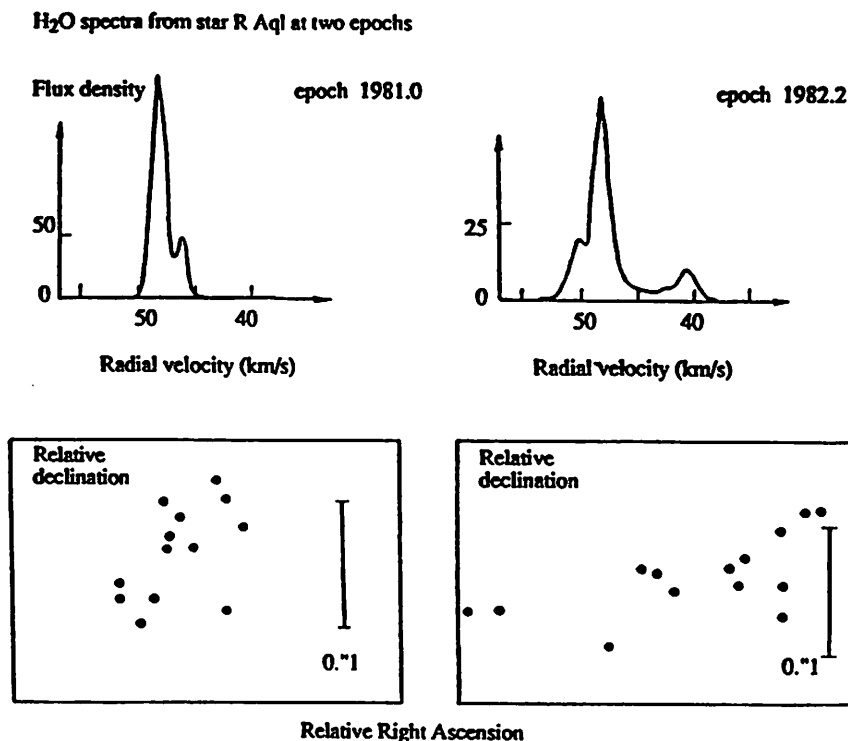 H₂O spectra from star R Aql at two epochs
Flux density
epoch 1981.0
50
0
50
40
Radial velocity (km/s)
epoch 1982.2
25
0
50
40
Radial velocity (km/s)
Relative
declination
0."1
Relative
declination
0."1
Relative Right Ascension